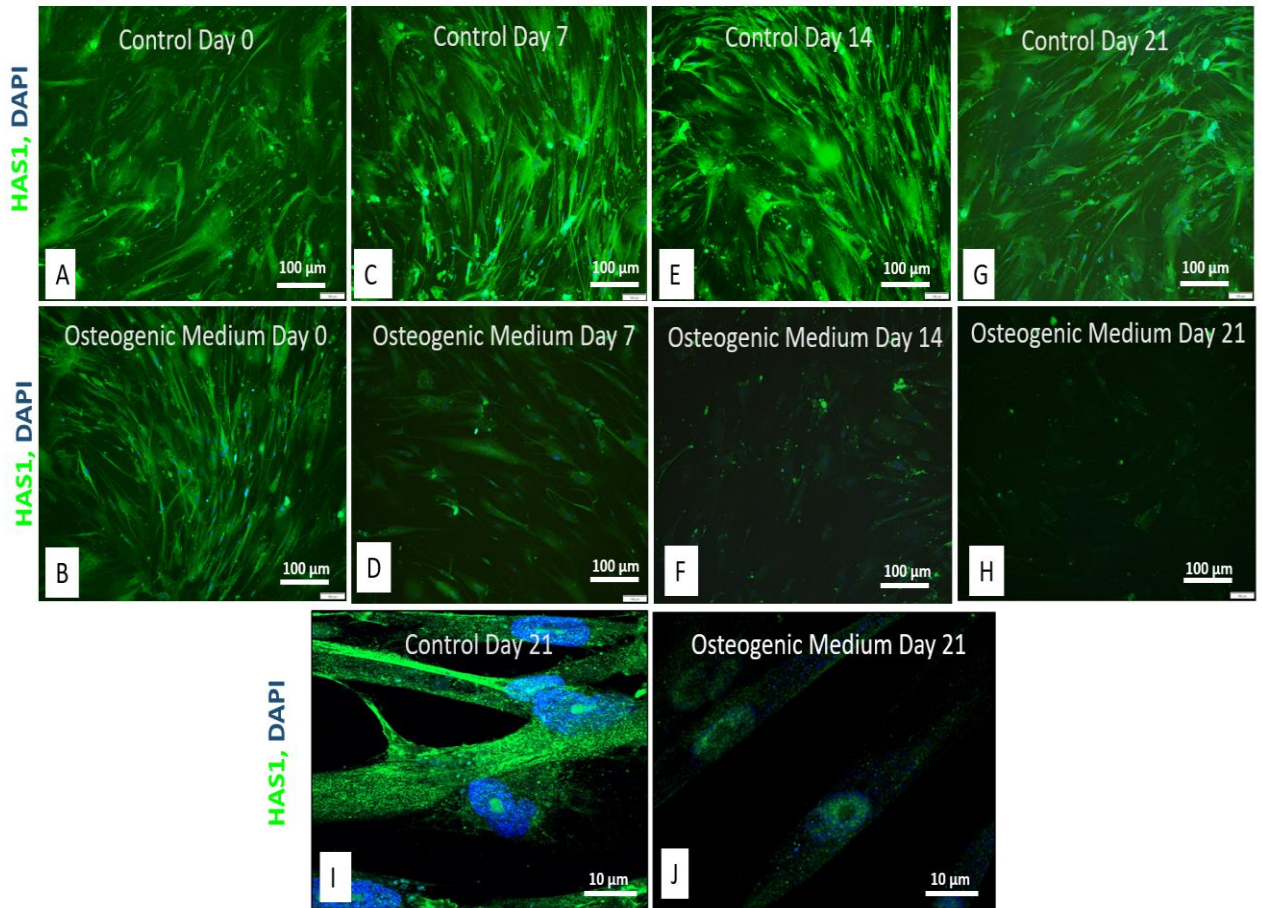 HAS1, DAPI
Control Day 0
100 µm
A
Control Day 7
100 µm
C
Control Day 14
100 µm
E
Control Day 21
100 µm
G
HAS1, DAPI
Osteogenic Medium Day 0
100 µm
B
Osteogenic Medium Day 7
100 µm
D
Osteogenic Medium Day 14
100 µm
F
Osteogenic Medium Day 21
100 µm
H
HAS1, DAPI
Control Day 21
10 µm
I
Osteogenic Medium Day 21
10 µm
J